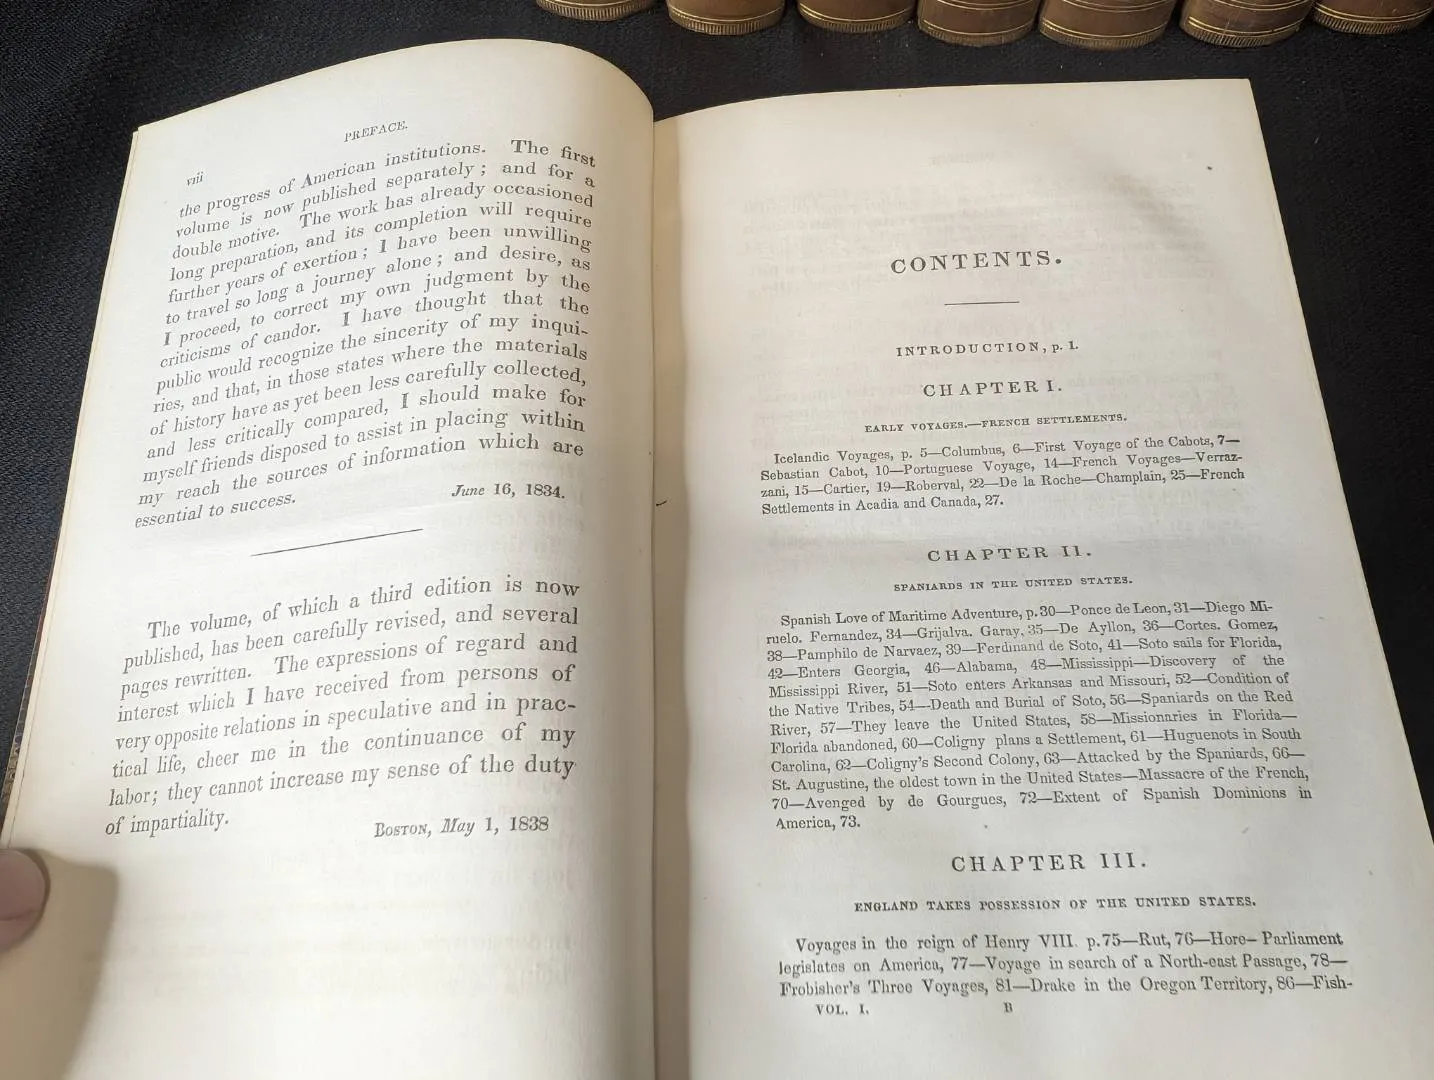 PREFACE.
viii
the progress of American institutions. The first
volume is now published separately; and for a
double motive. The work has already occasioned
long preparation, and its completion will require
further years of exertion; I have been unwilling
to travel so long a journey alone; and desire, as
I proceed, to correct my own judgment by the
criticisms of candor. I have thought that the
public would recognize the sincerity of my inqui-
ries, and that, in those states where the materials
of history have as yet been less carefully collected,
and less critically compared, I should make for
myself friends disposed to assist in placing within
my reach the sources of information which are
essential to success.
June 16, 1834.
The volume, of which a third edition is now
published, has been carefully revised, and several
pages rewritten. The expressions of regard and
interest which I have received from persons of
very opposite relations in speculative and in prac-
tical life, cheer me in the continuance of my
labor; they cannot increase my sense of the duty
of impartiality.
BOSTON, May 1, 1838
CONTENTS.
INTRODUCTION, p. 1.
CHAPTER I.
EARLY VOYAGES.—FRENCH SETTLEMENTS.
Icelandic Voyages, p. 5—Columbus, 6—First Voyage of the Cabots, 7—
Sebastian Cabot, 10—Portuguese Voyage, 14—French Voyages—Verraz-
zani, 15—Cartier, 19—Roberval, 22—De la Roche—Champlain, 25—French
Settlements in Acadia and Canada, 27.
CHAPTER II.
SPANIARDS IN THE UNITED STATES.
Spanish Love of Maritime Adventure, p. 30—Ponce de Leon, 31—Diego Mi-
ruelo. Fernandez, 34—Grijalva. Garay, 35—De Ayllon, 36—Cortes. Gomez,
38—Pamphilo de Narvaez, 39—Ferdinand de Soto, 41—Soto sails for Florida,
42—Enters Georgia, 46—Alabama, 48—Mississippi—Discovery of the
Mississippi River, 51—Soto enters Arkansas and Missouri, 52—Condition of
the Native Tribes, 54—Death and Burial of Soto, 56—Spaniards on the Red
River, 57—They leave the United States, 58—Missionaries in Florida—
Florida abandoned, 60—Coligny plans a Settlement, 61—Huguenots in South
Carolina, 62—Coligny's Second Colony, 63—Attacked by the Spaniards, 66—
St. Augustine, the oldest town in the United States—Massacre of the French,
70—Avenged by de Gourgues, 72—Extent of Spanish Dominions in
America, 73.
CHAPTER III.
ENGLAND TAKES POSSESSION OF THE UNITED STATES.
Voyages in the reign of Henry VIII. p. 75—Rut, 76—Hore—Parliament
legislates on America, 77—Voyage in search of a North-east Passage, 78—
Frobisher's Three Voyages, 81—Drake in the Oregon Territory, 86—Fish-
VOL. I. B